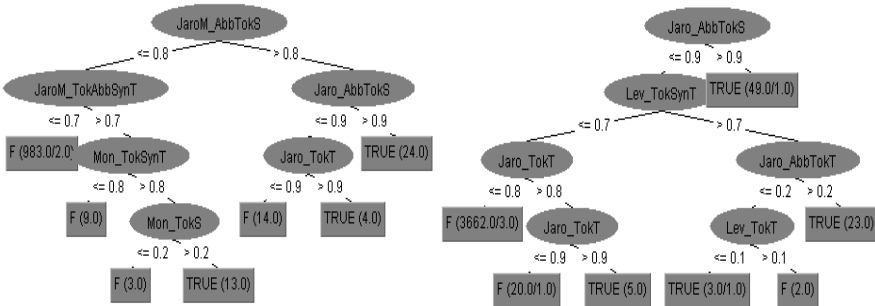 JaroM_AbbTokS
<= 0.8 > 0.8
JaroM_TokAbbSynT Jaro_AbbTokS
<= 0.7 > 0.7 <= 0.9 > 0.9
F (983.0/2.0) Mon_TokSynT Jaro_TokT TRUE (24.0)
<= 0.8 > 0.8 <= 0.9 > 0.9
F (9.0) Mon_TokS F (14.0) TRUE (4.0)
<= 0.2 > 0.2
F (3.0) TRUE (13.0)
Jaro_AbbTokS
<= 0.9 > 0.9
Lev_TokSynT TRUE (49.0/1.0)
<= 0.7 > 0.7
Jaro_TokT Jaro_AbbTokT
<= 0.8 > 0.8 <= 0.2 > 0.2
F (3662.0/3.0) Jaro_TokT Lev_TokT TRUE (23.0)
<= 0.9 > 0.9 <= 0.1 > 0.1
F (20.0/1.0) TRUE (5.0) TRUE (3.0/1.0) F (2.0)